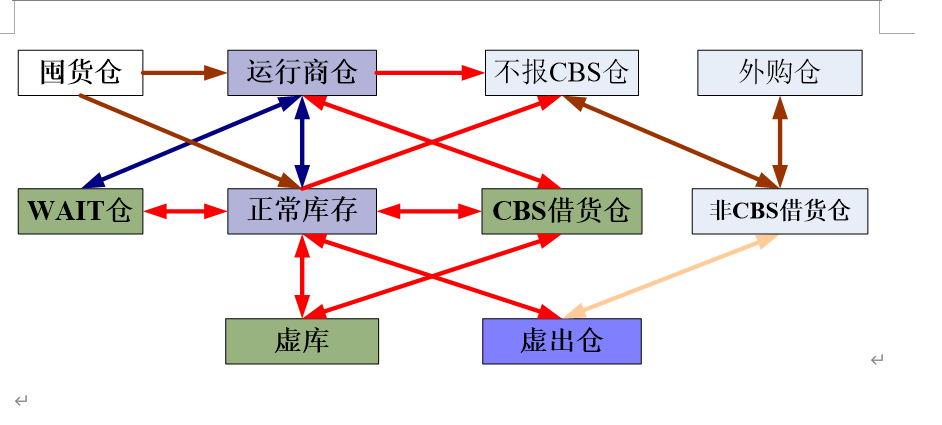 囤货仓
运行商仓
不报CBS仓
外购仓
WAIT仓
正常库存
CBS借货仓
非CBS借货仓
虚库
虚出仓